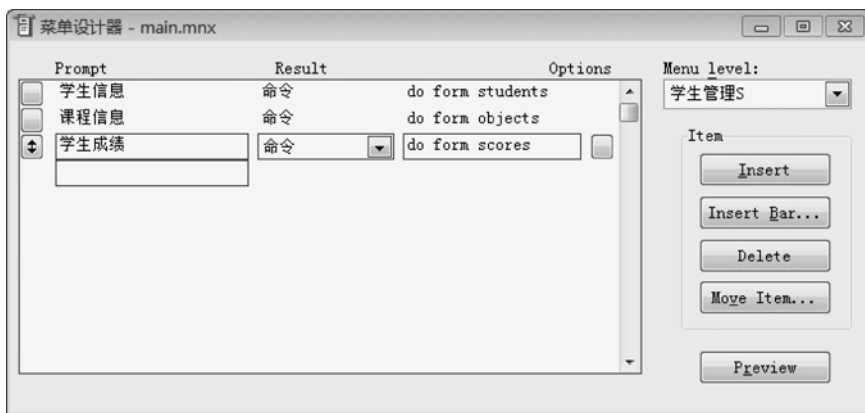 菜单设计器 - main.mnx
Prompt Result Options Menu level:
学生信息 命令 do form students 学生管理S
课程信息 命令 do form objects
学生成绩 命令 do form scores
Item
Insert
Insert Bar...
Delete
Move Item...
Preview